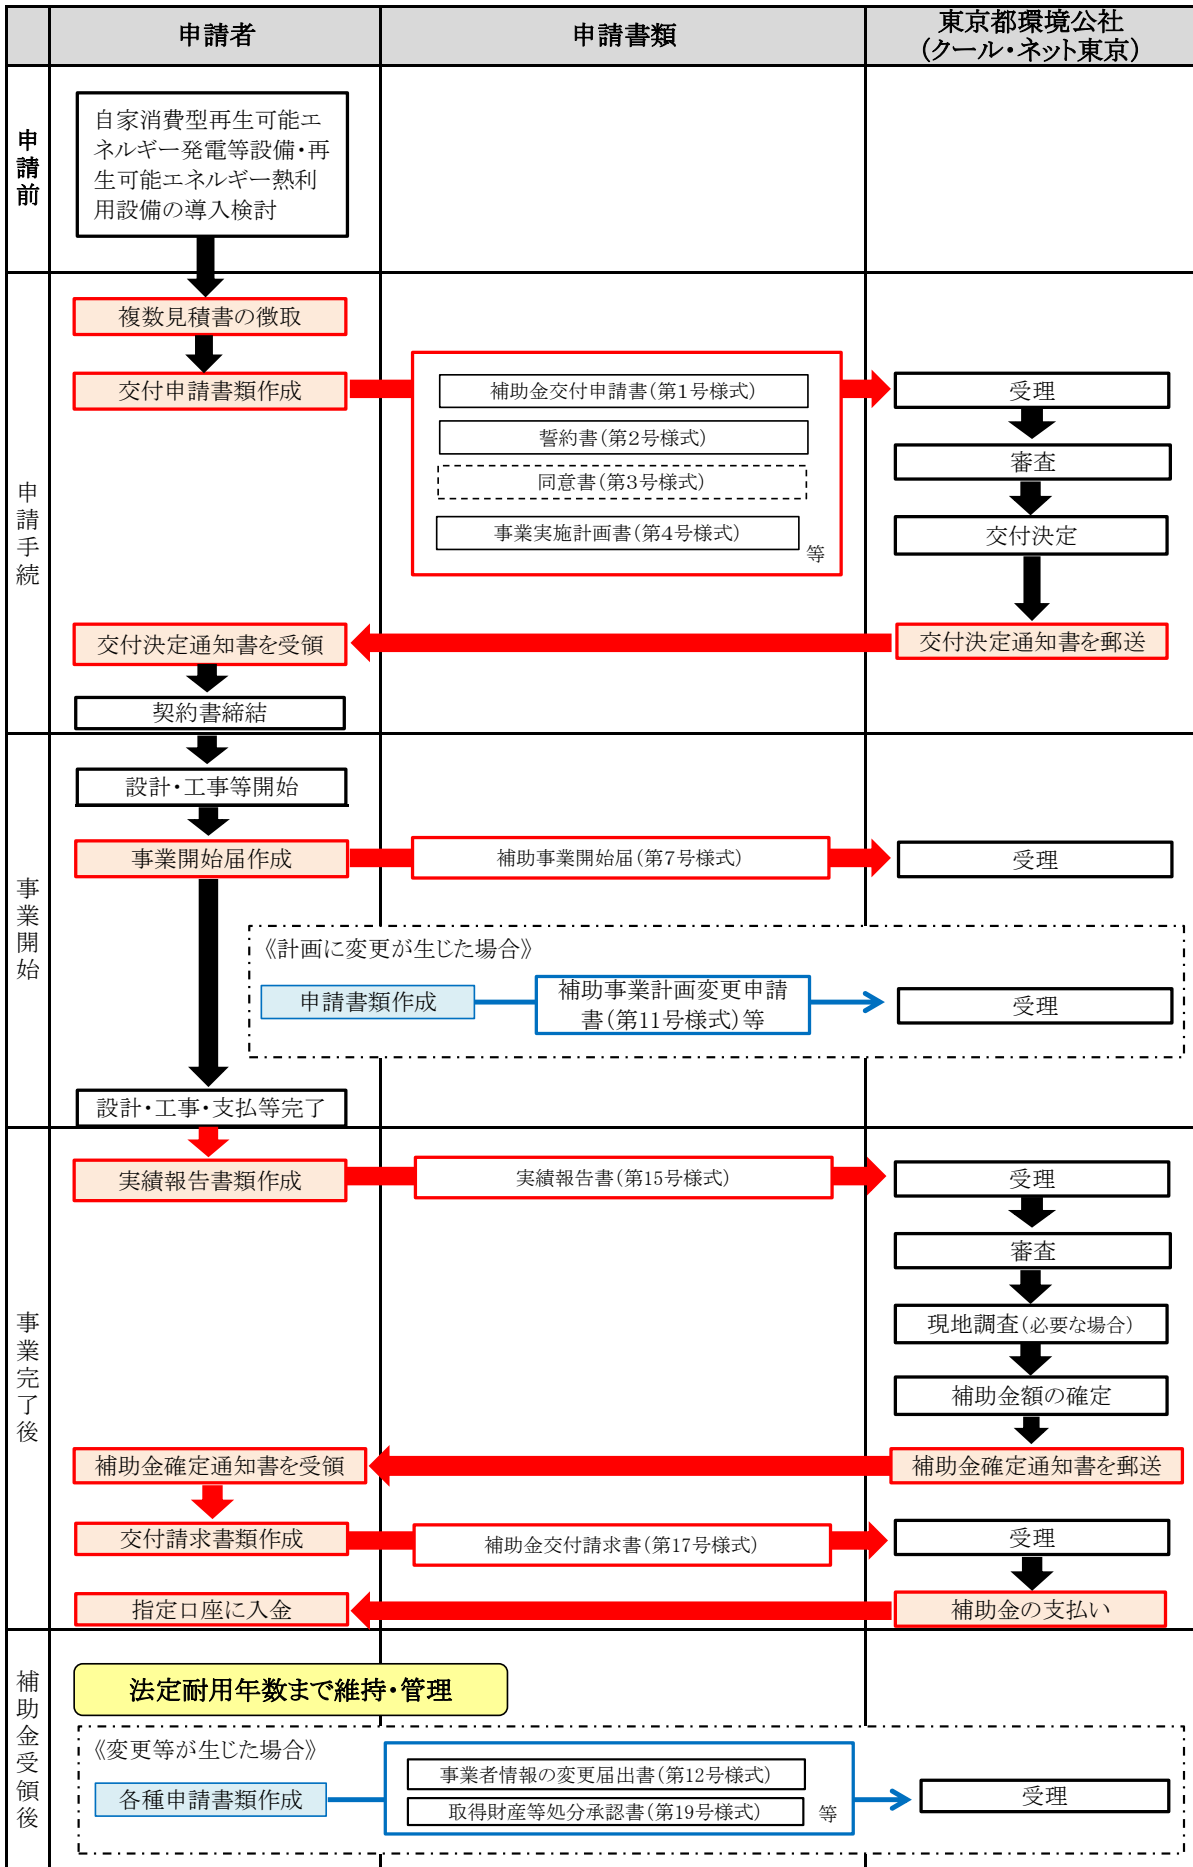 申請者
申請書類
東京都環境公社
(クール・ネット東京)
申請前
自家消費型再生可能エ
ネルギー発電等設備・再
生可能エネルギー熱利
用設備の導入検討
申請手続
複数見積書の徴取
交付申請書類作成
補助金交付申請書(第1号様式)
誓約書(第2号様式)
同意書(第3号様式)
事業実施計画書(第4号様式)
等
受理
審査
交付決定
交付決定通知書を郵送
交付決定通知書を受領
契約書締結
事業開始
設計・工事等開始
事業開始届作成
補助事業開始届(第7号様式)
受理
《計画に変更が生じた場合》
申請書類作成
補助事業計画変更申請
書(第11号様式)等
受理
設計・工事・支払等完了
事業完了後
実績報告書類作成
実績報告書(第15号様式)
受理
審査
現地調査(必要な場合)
補助金額の確定
補助金確定通知書を郵送
補助金確定通知書を受領
交付請求書類作成
補助金交付請求書(第17号様式)
受理
補助金の支払い
指定口座に入金
補助金受領後
法定耐用年数まで維持・管理
《変更等が生じた場合》
各種申請書類作成
事業者情報の変更届出書(第12号様式)
取得財産等処分承認書(第19号様式)
等
受理